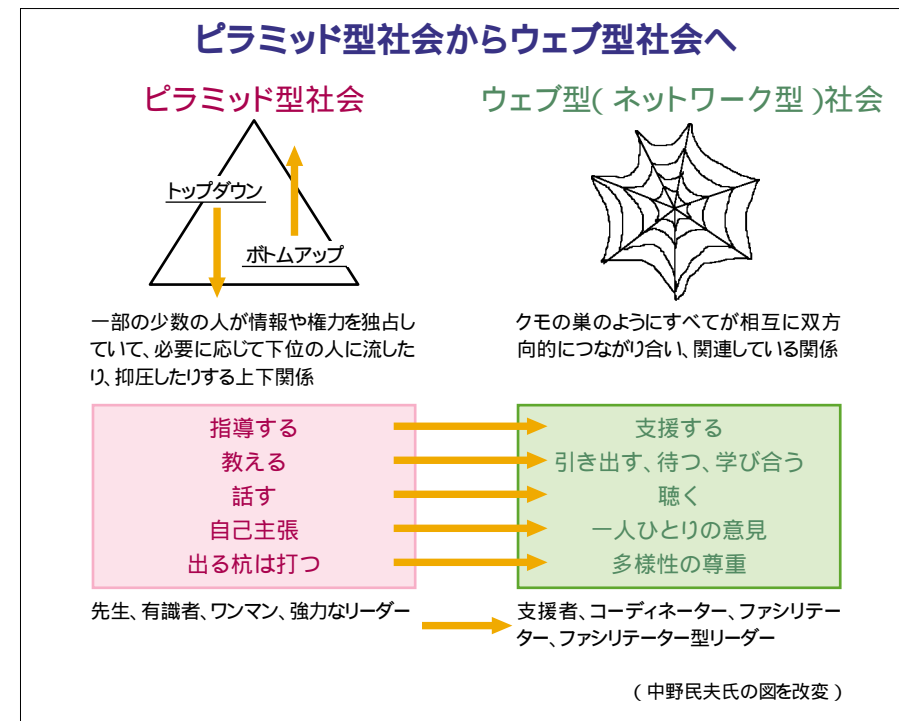 ピラミッド型社会からウェブ型社会へ
ピラミッド型社会
トップダウン
ボトムアップ
一部の少数の人が情報や権力を独占し
ていて、必要に応じて下位の人に流した
り、抑圧したりする上下関係
ウェブ型(ネットワーク型)社会
クモの巣のようにすべてが相互に双方
向的につながり合い、関連している関係
指導する
支援する
教える
引き出す、待つ、学び合う
話す
聴く
自己主張
一人ひとりの意見
出る杭は打つ
多様性の尊重
先生、有識者、ワンマン、強力なリーダー
支援者、コーディネーター、ファシリテー
ター、ファシリテーター型リーダー
(中野民夫氏の図を改変)